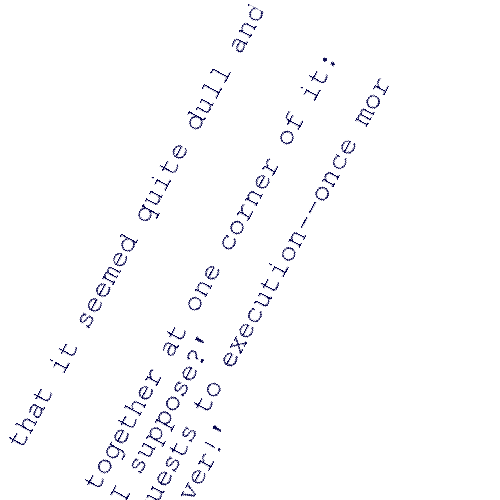 that it seemed quite dull and
together at one corner of it:
I suppose?'
uests to execution--once mor
ver!'